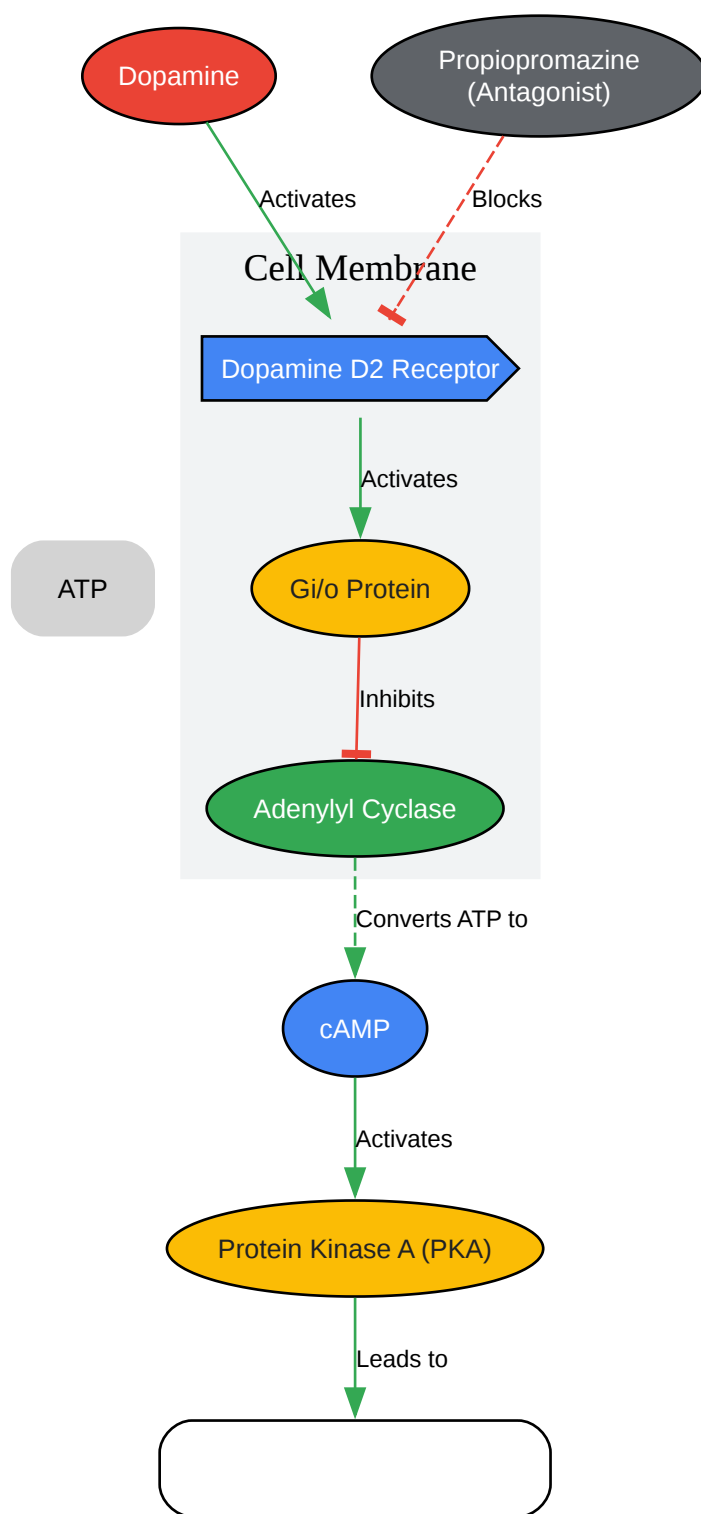 Dopamine
Propiopromazine
(Antagonist)
Activates
Blocks
Cell Membrane
Dopamine D2 Receptor
Activates
ATP
Gi/o Protein
Inhibits
Adenylyl Cyclase
Converts ATP to
cAMP
Activates
Protein Kinase A (PKA)
Leads to